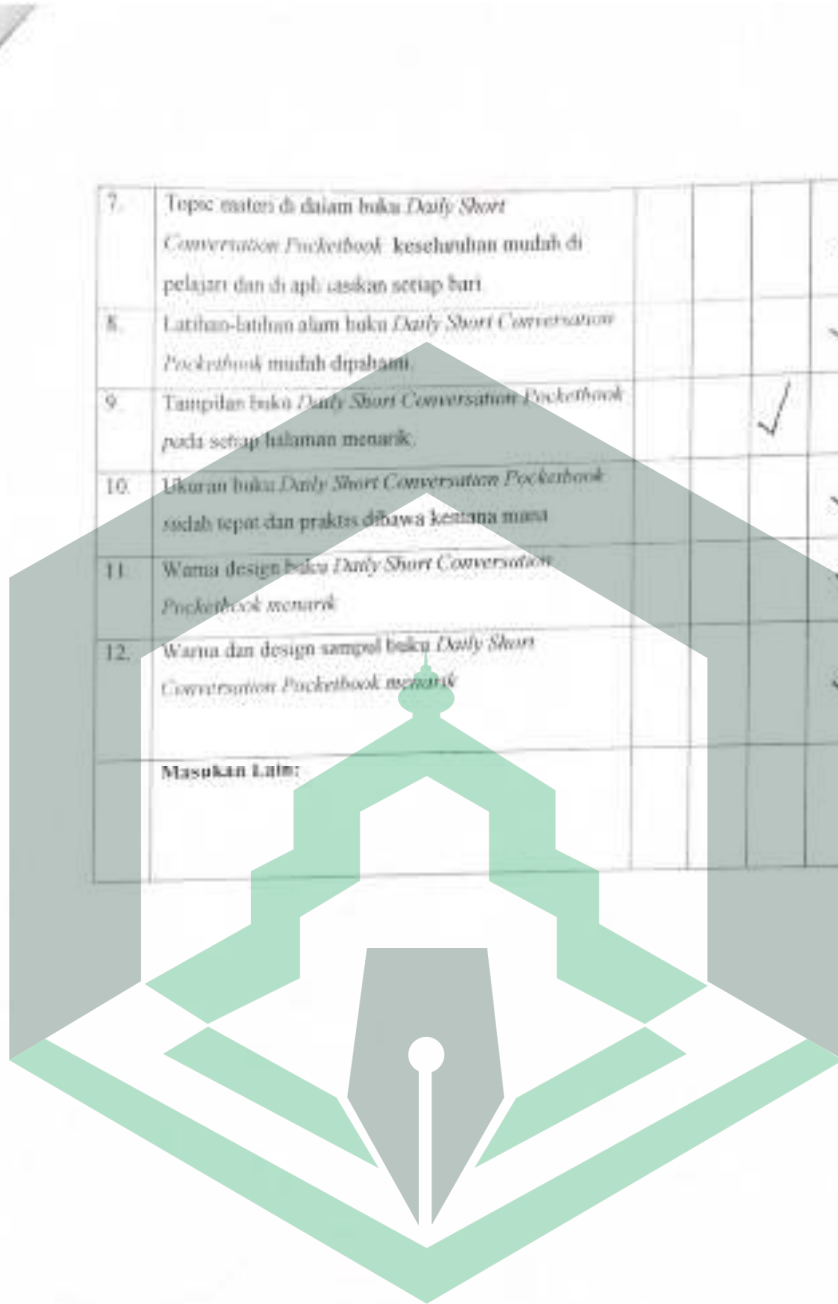 7. Topic materi di dalam buku Daily Short
Conversation Pocketbook keseluruhan mudah di
pelajari dan di apli asikan setiap hari
8. Latihan-latihan alam buku Daily Short Conversation
Pocketbook mudah dipahami.
9. Tampilan buku Daily Short Conversation Pocketbook
pada setiap halaman menarik.
10. Ukuran buku Daily Short Conversation Pocketbook
sudah tepat dan praktis dibawa kemana mana
11. Warna design buku Daily Short Conversation
Pocketbook menarik
12. Warna dan design sampul buku Daily Short
Conversation Pocketbook menarik
Masukan Lain: